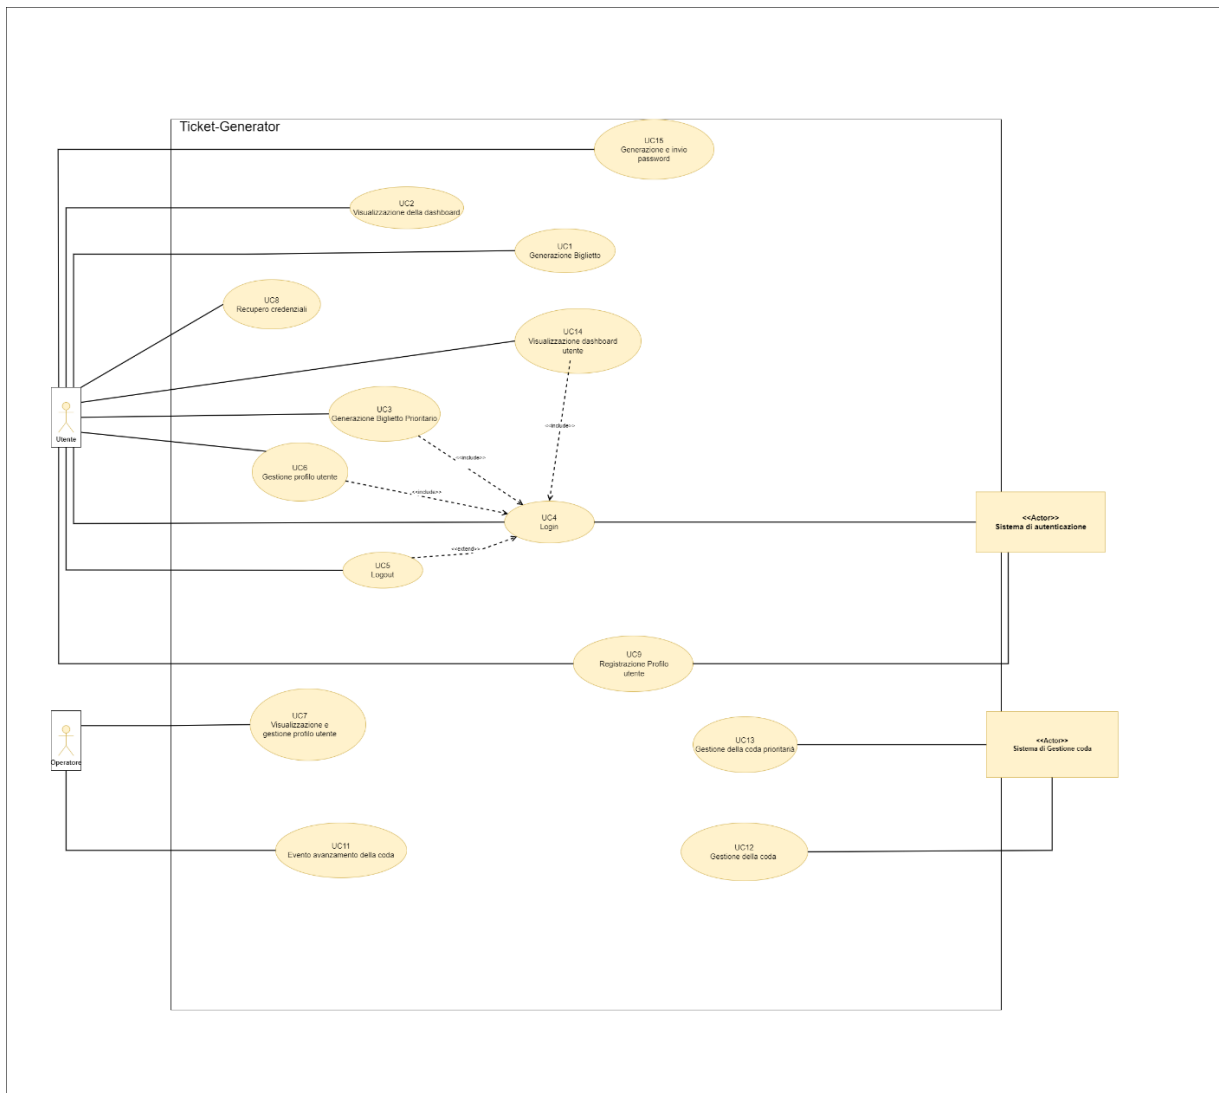 Ticket-Generator
UC15
Generazione e invio
password
UC2
Visualizzazione della dashboard
UC1
Generazione Biglietto
UC8
Recupero credenziali
UC14
Visualizzazione dashboard
utente
UC3
Generazione Biglietto Prioritario
<<include>>
<<include>>
Utente
UC6
Gestione profilo utente
<<include>>
UC4
Login
<<Actor>>
Sistema di autenticazione
<<extend>>
UC5
Logout
UC9
Registrazione Profilo
utente
UC7
Visualizzazione e
gestione profilo utente
Operatore
UC13
Gestione della coda prioritarià
<<Actor>>
Sistema di Gestione coda
UC11
Evento avanzamento della coda
UC12
Gestione della coda